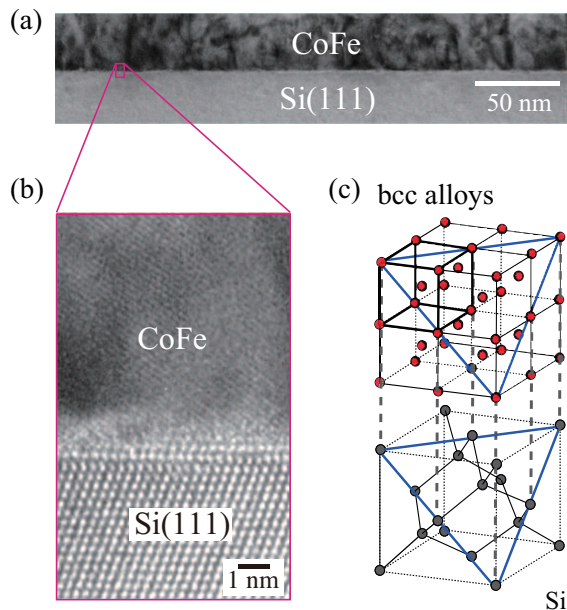 (a)
CoFe
Si(111)
50 nm
(b)
(c) bcc alloys
CoFe
Si(111)
1 nm
Si